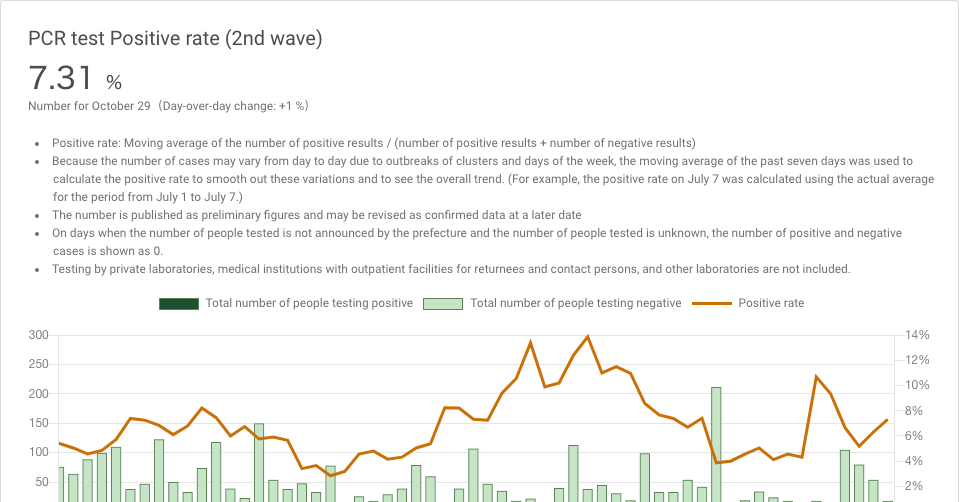 PCR test Positive rate (2nd wave)
7.31 %
Number for October 29 (Day-over-day change: +1 %)
• Positive rate: Moving average of the number of positive results / (number of positive results + number of negative results)
• Because the number of cases may vary from day to day due to outbreaks of clusters and days of the week, the moving average of the past seven days was used to
calculate the positive rate to smooth out these variations and to see the overall trend. (For example, the positive rate on July 7 was calculated using the actual average
for the period from July 1 to July 7.)
• The number is published as preliminary figures and may be revised as confirmed data at a later date
• On days when the number of people tested is not announced by the prefecture and the number of people tested is unknown, the number of positive and negative
cases is shown as 0.
• Testing by private laboratories, medical institutions with outpatient facilities for returnees and contact persons, and other laboratories are not included.
Total number of people testing positive Total number of people testing negative Positive rate
300 14%
250 12%
200 10%
150 8%
100 6%
50 4%
2%